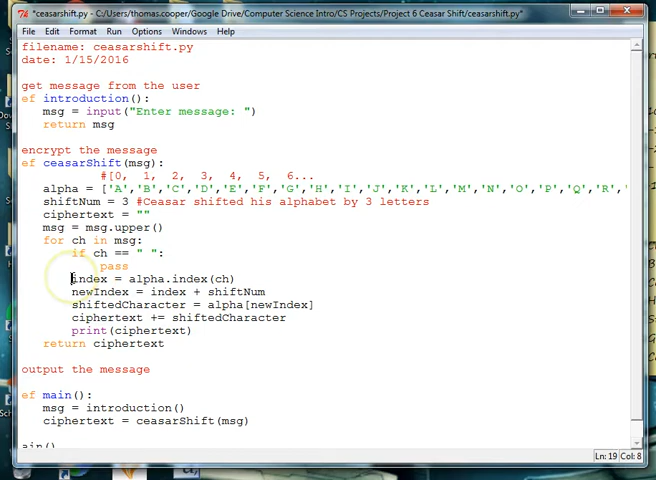 *ceasarshift.py - C:/Users/thomas.cooper/Google Drive/Computer Science Intro/CS Projects/Project 6 Ceasar Shift/ceasarshift.py*
File Edit Format Run Options Windows Help
filename: ceasarshift.py
date: 1/15/2016
get message from the user
ef introduction():
msg = input("Enter message: ")
return msg
encrypt the message
ef ceasarShift(msg):
#[0, 1, 2, 3, 4, 5, 6...
alpha = ['A','B','C','D','E','F','G','H','I','J','K','L','M','N','O','P','Q','R','
shiftNum = 3 #Ceasar shifted his alphabet by 3 letters
ciphertext = ""
msg = msg.upper()
for ch in msg:
if ch == " ":
pass
index = alpha.index(ch)
newIndex = index + shiftNum
shiftedCharacter = alpha[newIndex]
ciphertext += shiftedCharacter
print(ciphertext)
return ciphertext
output the message
ef main():
msg = introduction()
ciphertext = ceasarShift(msg)
ain()
Ln: 19 Col: 8